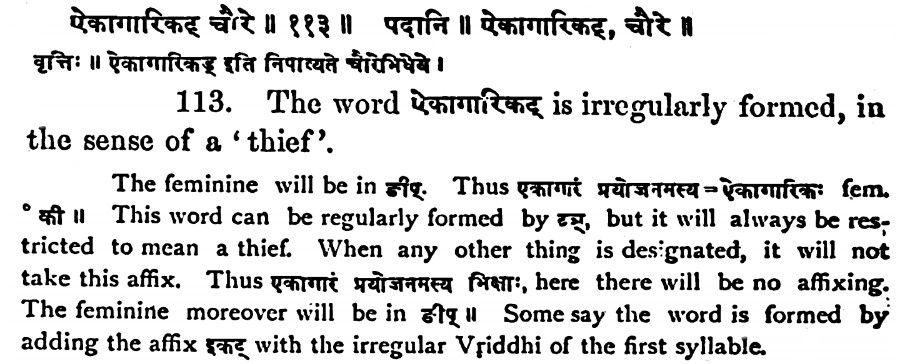 ऐकागारिकट् चौरे ॥ ११३ ॥ पदानि ॥ ऐकागारिकट्, चौरे ॥
वृत्तिः ॥ ऐकागारिकड् इति निपात्यते चौरेभिधेये ।
113. The word ऐकागारिकट् is irregularly formed, in
the sense of a ‘thief’.
The feminine will be in ङीप्. Thus एकागारं प्रयोजनमस्य = ऐकागारिकः fem.
°की ॥ This word can be regularly formed by ठञ्, but it will always be res-
tricted to mean a thief. When any other thing is designated, it will not
take this affix. Thus एकागारं प्रयोजनमस्य भिक्षोः, here there will be no affixing.
The feminine moreover will be in ङीप् ॥ Some say the word is formed by
adding the affix इकट् with the irregular Vṛiddhi of the first syllable.